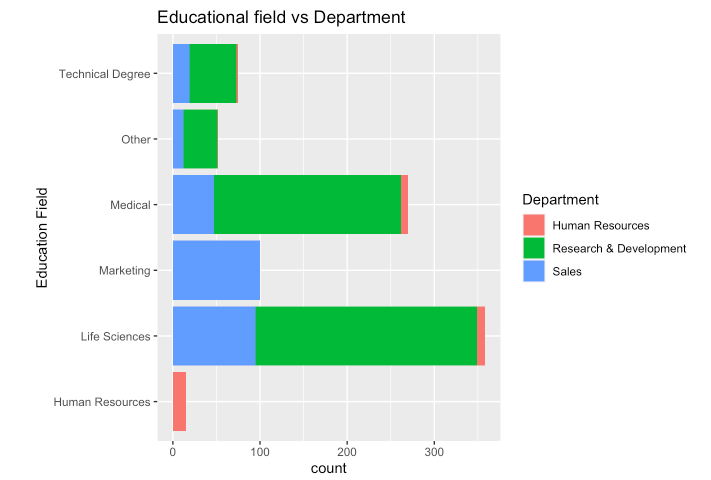 Educational field vs Department
Education Field
Technical Degree
Other
Medical
Marketing
Life Sciences
Human Resources
0 100 200 300
count
Department
Human Resources
Research & Development
Sales